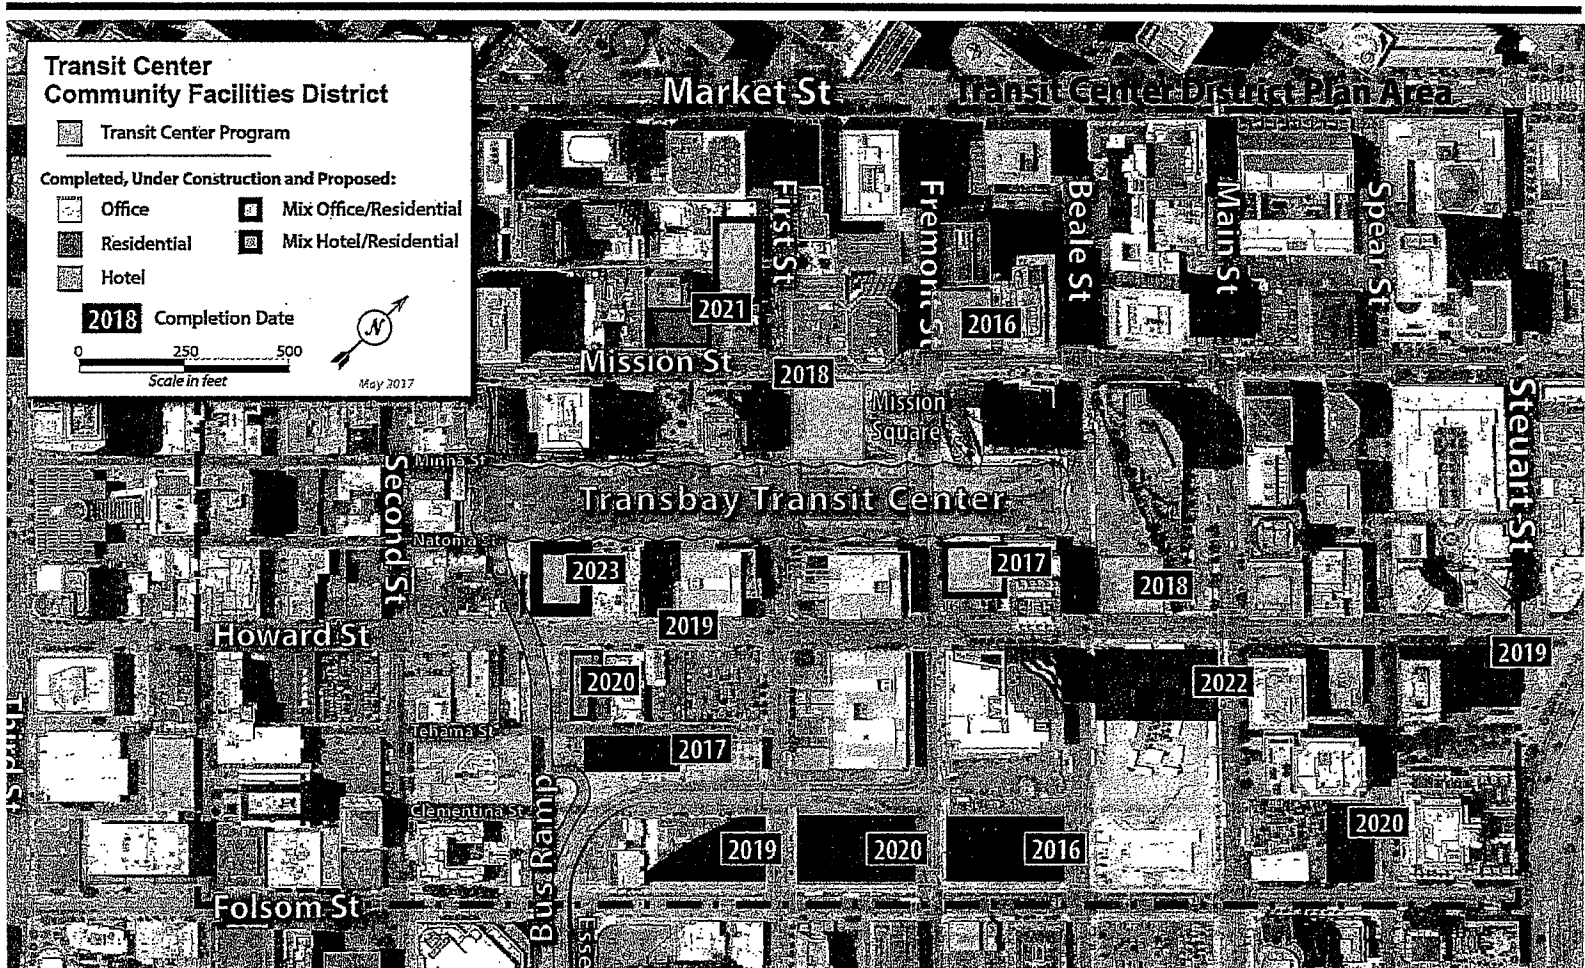 Transit Center
Community Facilities District
Transit Center Program
Completed, Under Construction and Proposed:
Office
Mix Office/Residential
Residential
Mix Hotel/Residential
Hotel
2018 Completion Date
N
0 250 500
Scale in feet
May 2017
Market St
Transit Center District Plan Area
First St
Fremont St
Beale St
Main St
Spear St
2021
2016
Mission St
2018
Mission
Square
Steuart St
Second St
Minna St
Transbay Transit Center
Natoma St
2023
2017
2018
Howard St
2019
2019
2020
2022
Third St
Tehama St
2017
Bus Ramp
Clementina St
2019
2020
2016
2020
Folsom St
Esse